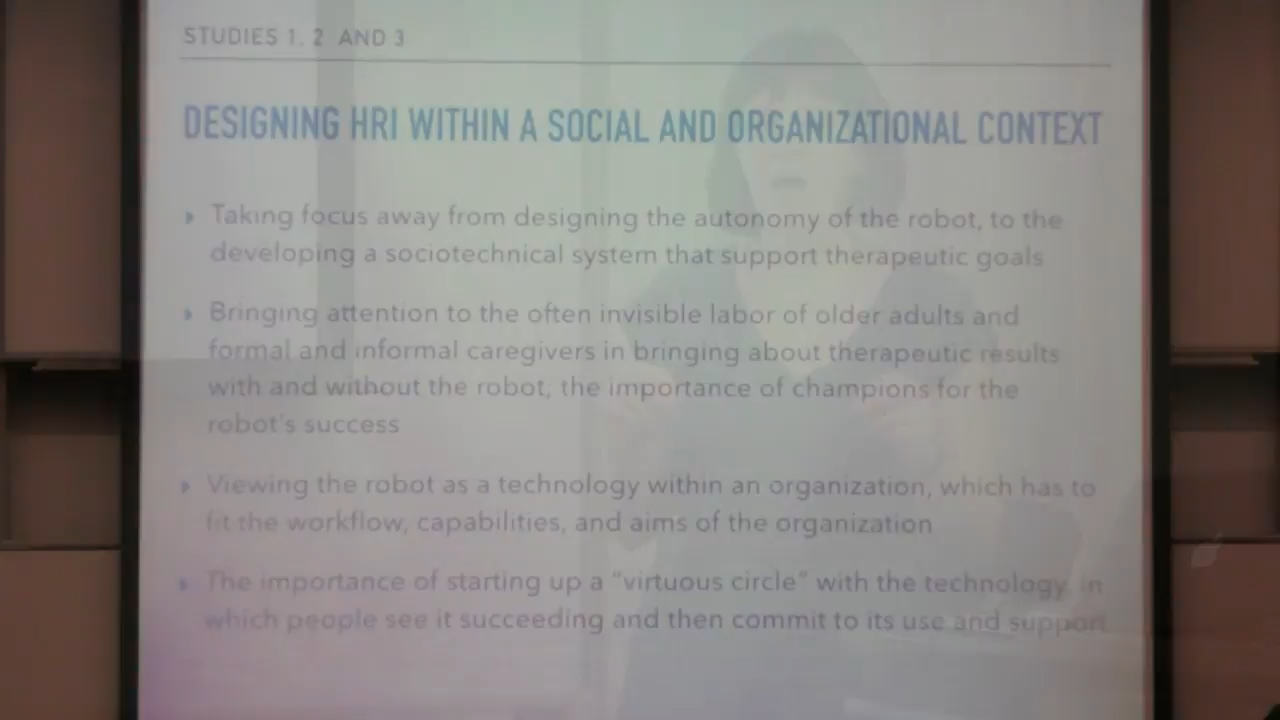 STUDIES 1, 2 AND 3
DESIGNING HRI WITHIN A SOCIAL AND ORGANIZATIONAL CONTEXT
Taking focus away from designing the autonomy of the robot, to the
developing a sociotechnical system that support therapeutic goals
Bringing attention to the often invisible labor of older adults and
formal and informal caregivers in bringing about therapeutic results
with and without the robot, the importance of champions for the
robot's success
Viewing the robot as a technology within an organization, which has to
fit the workflow, capabilities, and aims of the organization
The importance of starting up a "virtuous circle" with the technology, in
which people see it succeeding and then commit to its use and support